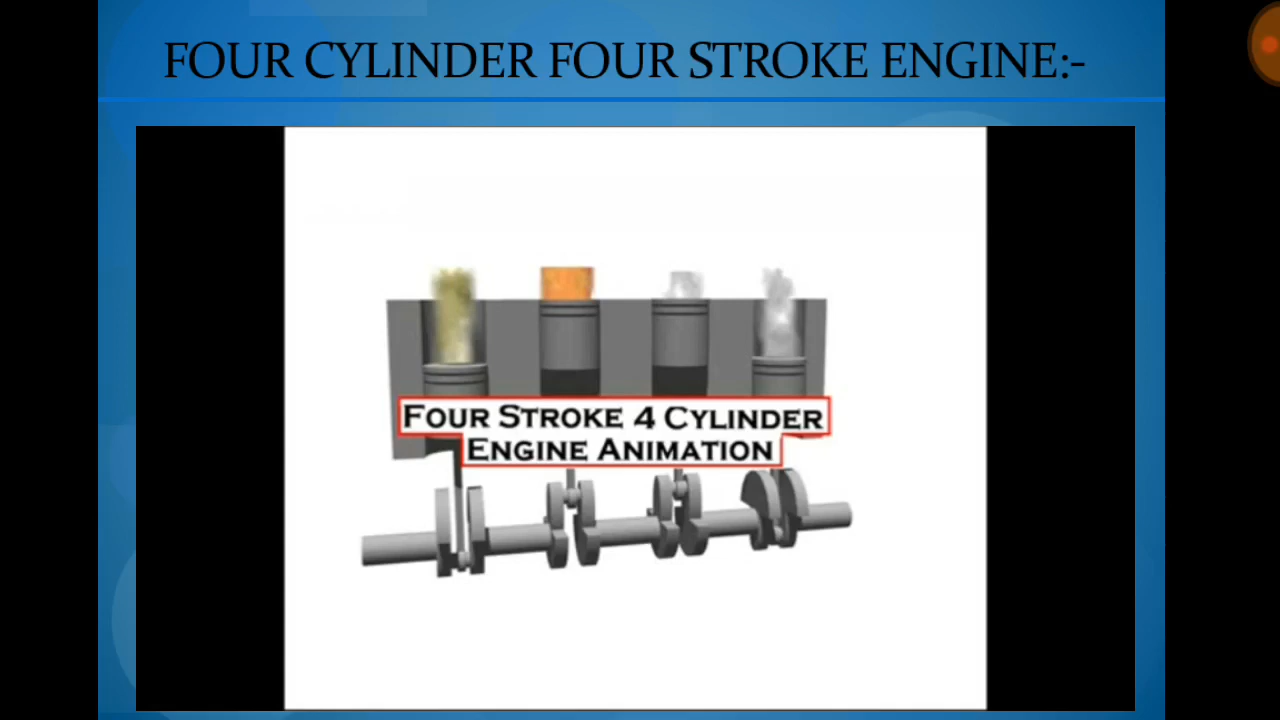 FOUR CYLINDER FOUR STROKE ENGINE:-
FOUR STROKE 4 CYLINDER
ENGINE ANIMATION